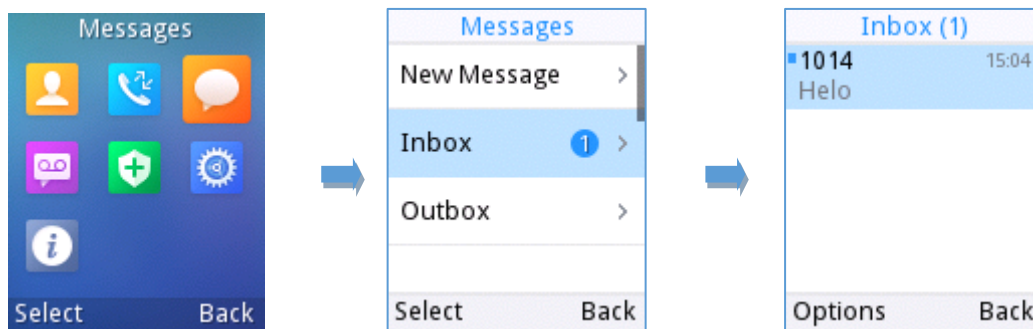 Messages
Select Back
Messages
New Message
Inbox 1
Outbox
Select Back
Inbox (1)
1014 15:04
Helo
Options Back